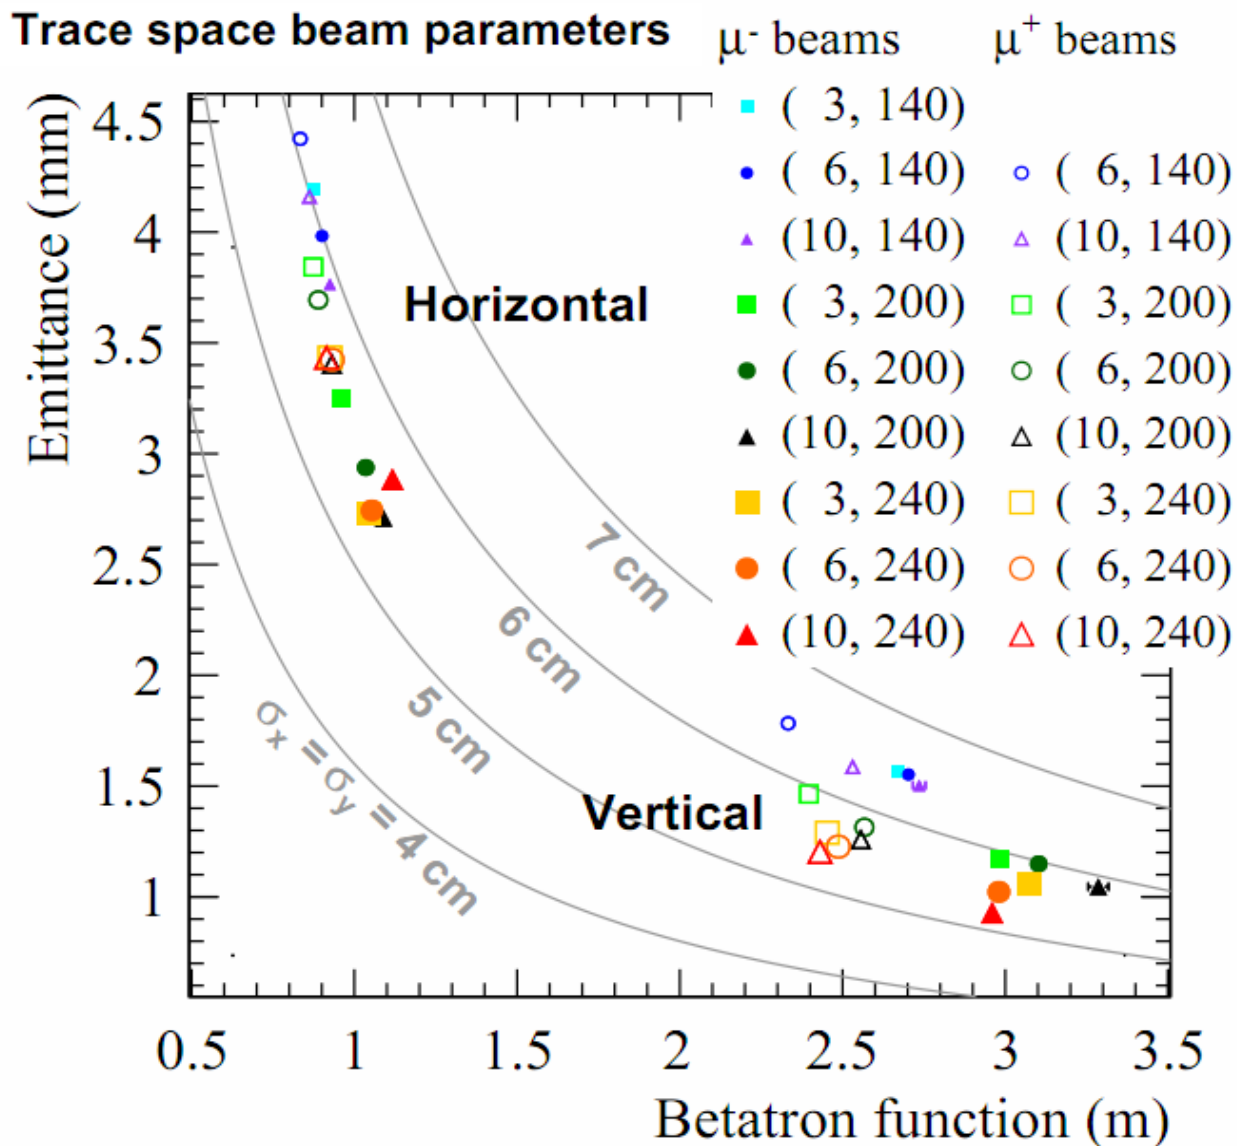 Trace space beam parameters
μ⁻ beams μ⁺ beams
( 3, 140)
( 6, 140) ( 6, 140)
(10, 140) (10, 140)
( 3, 200) ( 3, 200)
( 6, 200) ( 6, 200)
(10, 200) (10, 200)
( 3, 240) ( 3, 240)
( 6, 240) ( 6, 240)
(10, 240) (10, 240)
Emittance (mm)
4.5
4
3.5
3
2.5
2
1.5
1
Horizontal
Vertical
7 cm
6 cm
5 cm
σx = σy = 4 cm
0.5 1 1.5 2 2.5 3 3.5
Betatron function (m)